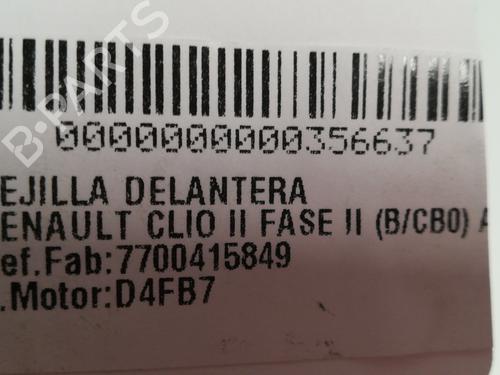 B-PARTS
0000000000356637
EJILLA DELANTERA
ENAULT CLIO II FASE II (B/CB0) A
ef.Fab:7700415849
.Motor:D4FB7